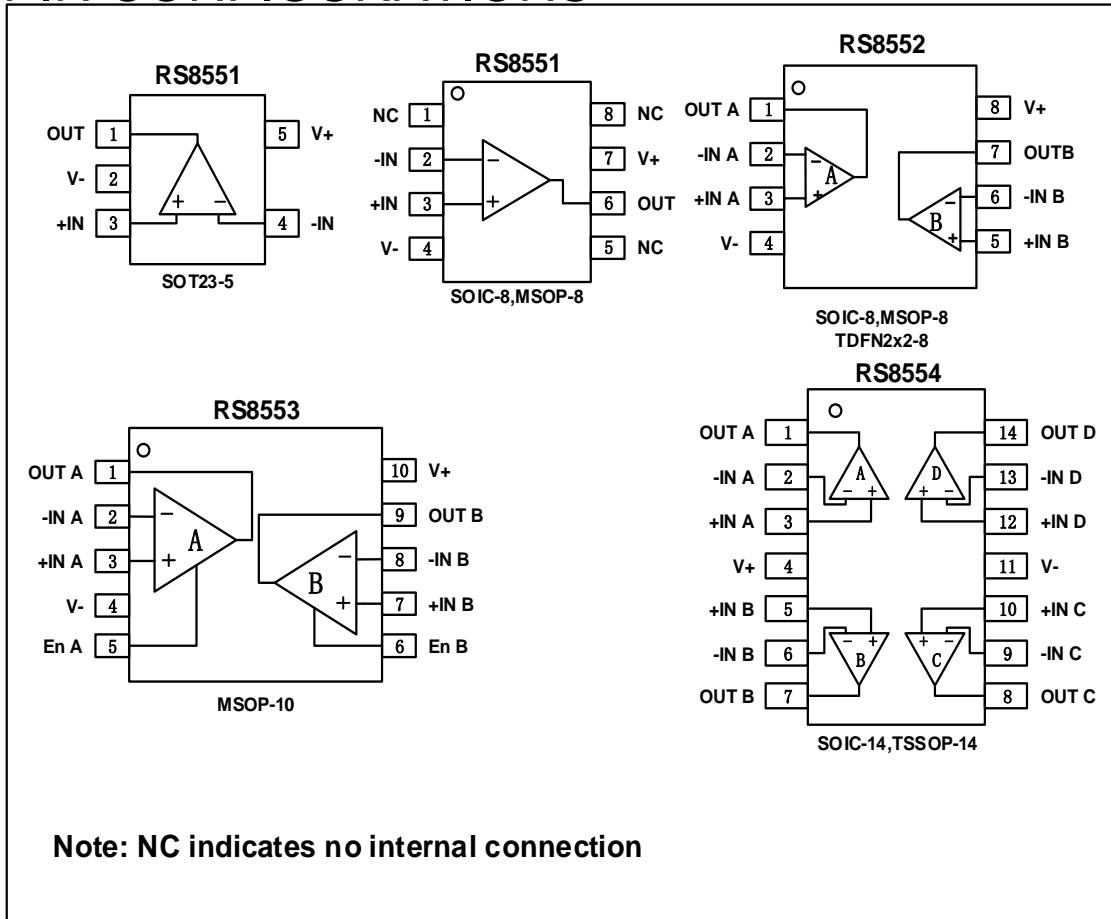 PIN CONFIGURATIONS
RS8551
OUT 1
V- 2
+IN 3
5 V+
4 -IN
+ -
SOT23-5
RS8551
NC 1
-IN 2
+IN 3
V- 4
8 NC
7 V+
6 OUT
5 NC
-
+
SOIC-8,MSOP-8
RS8552
OUT A 1
-IN A 2
+IN A 3
V- 4
8 V+
7 OUTB
6 -IN B
5 +IN B
-
A
+
-
B
+
SOIC-8,MSOP-8
TDFN2x2-8
RS8553
OUT A 1
-IN A 2
+IN A 3
V- 4
En A 5
10 V+
9 OUT B
8 -IN B
7 +IN B
6 En B
-
A
+
-
B
+
MSOP-10
RS8554
OUT A 1
-IN A 2
+IN A 3
V+ 4
+IN B 5
-IN B 6
OUT B 7
14 OUT D
13 -IN D
12 +IN D
11 V-
10 +IN C
9 -IN C
8 OUT C
A D
- + + -
- + + -
B C
SOIC-14,TSSOP-14
Note: NC indicates no internal connection